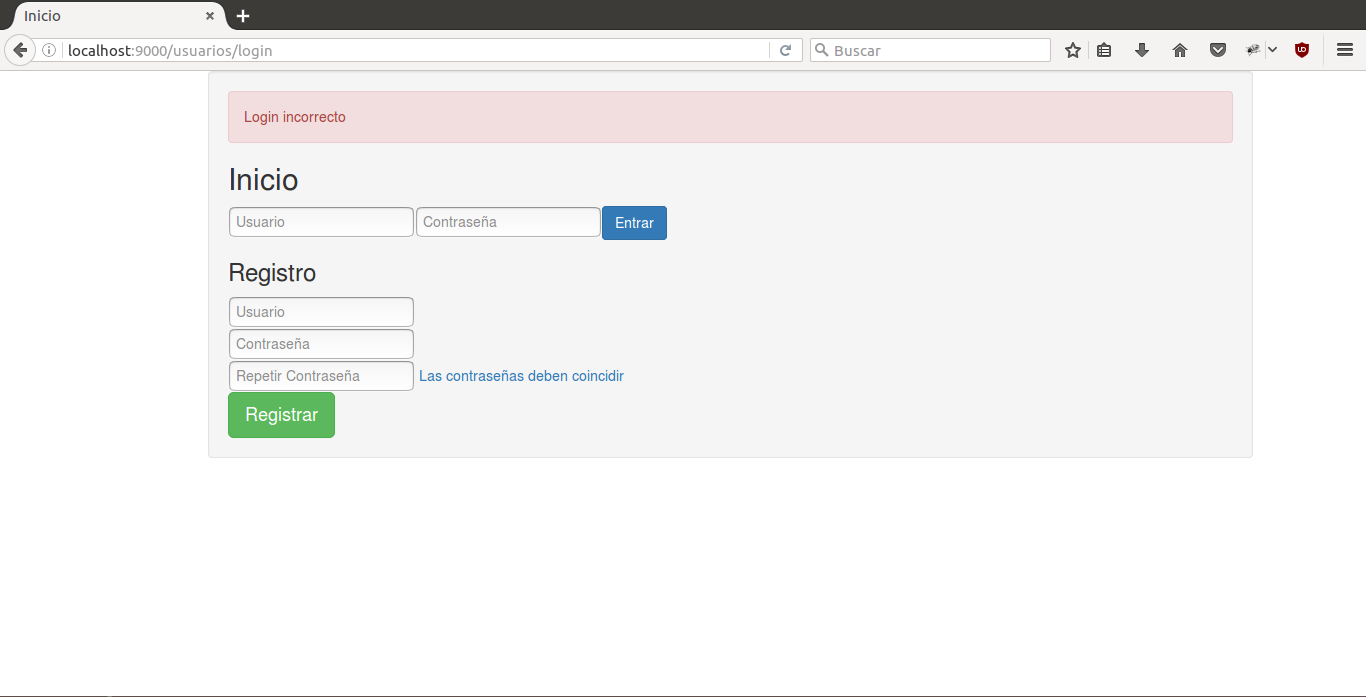 Inicio
localhost:9000/usuarios/login
Buscar
Login incorrecto
Inicio
Usuario Contraseña Entrar
Registro
Usuario
Contraseña
Repetir Contraseña Las contraseñas deben coincidir
Registrar